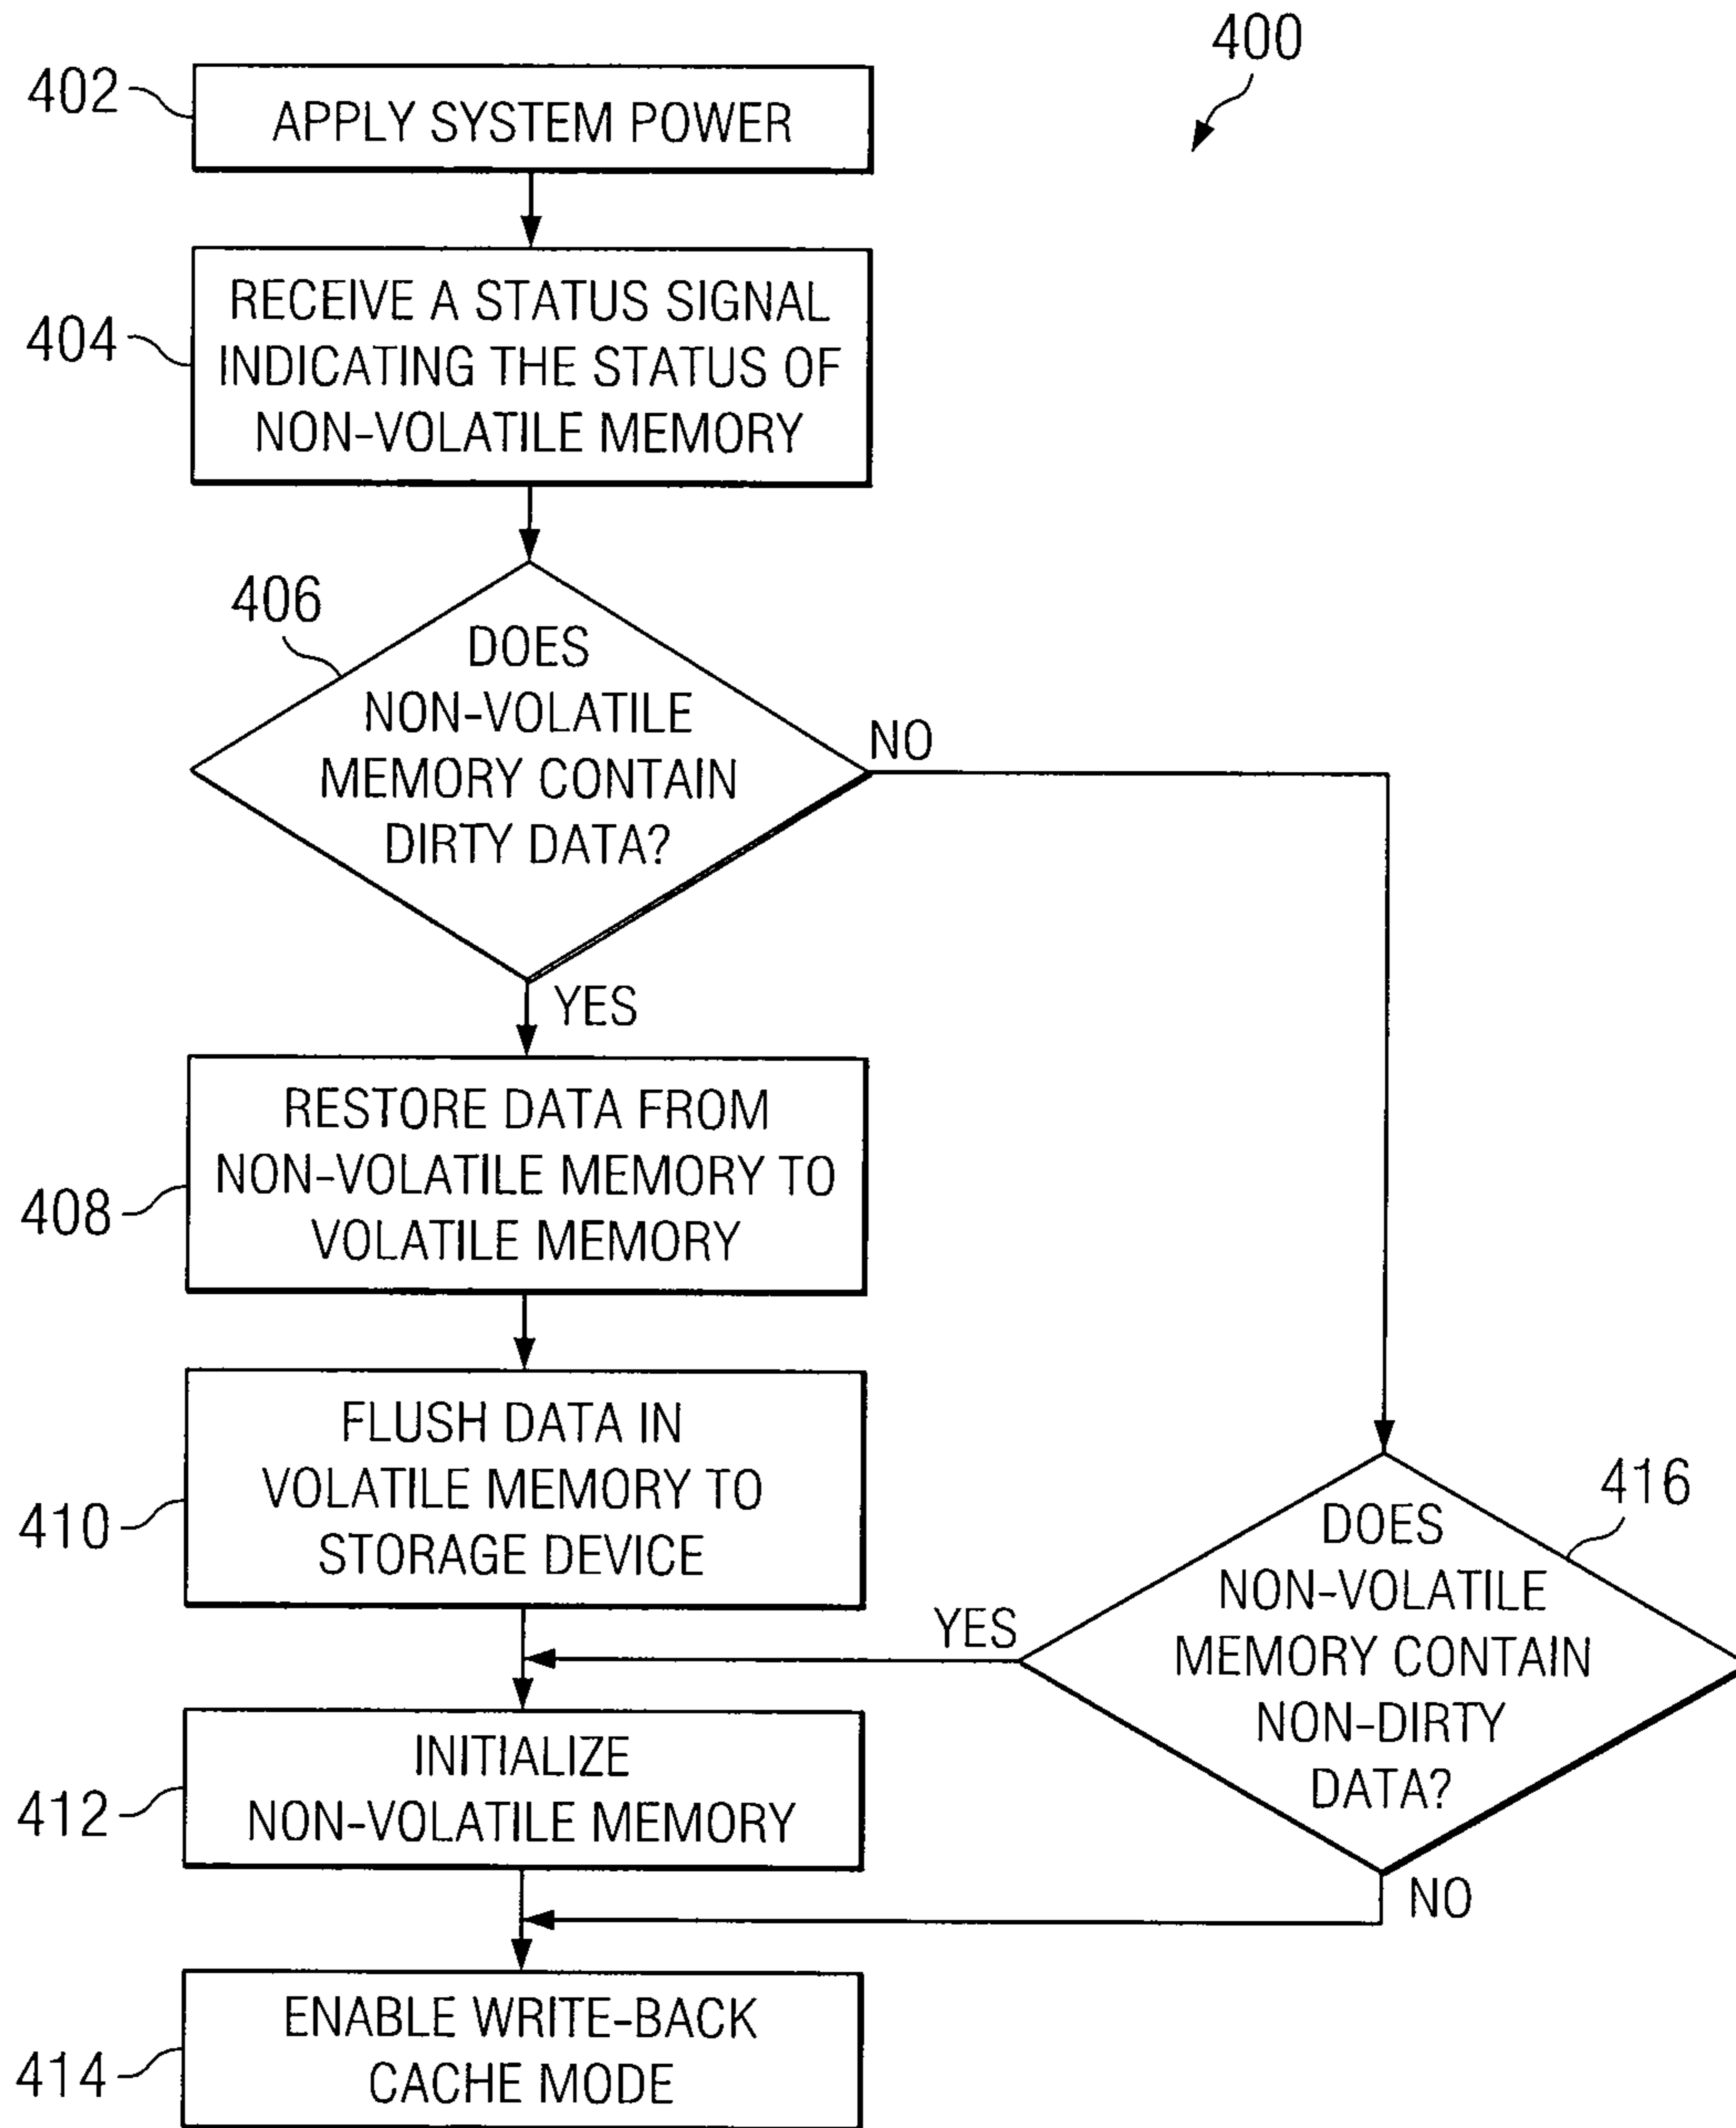 400
402
APPLY SYSTEM POWER
404
RECEIVE A STATUS SIGNAL
INDICATING THE STATUS OF
NON-VOLATILE MEMORY
406
DOES
NON-VOLATILE
MEMORY CONTAIN
DIRTY DATA?
NO
YES
408
RESTORE DATA FROM
NON-VOLATILE MEMORY TO
VOLATILE MEMORY
410
FLUSH DATA IN
VOLATILE MEMORY TO
STORAGE DEVICE
416
DOES
NON-VOLATILE
MEMORY CONTAIN
NON-DIRTY
DATA?
YES
NO
412
INITIALIZE
NON-VOLATILE MEMORY
414
ENABLE WRITE-BACK
CACHE MODE